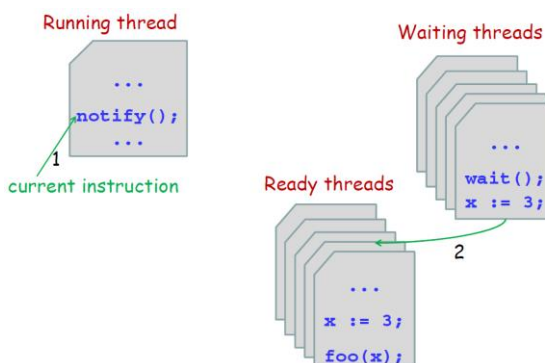 Running thread
...
notify();
...
1
current instruction
Waiting threads
...
wait();
x := 3;
2
Ready threads
...
x := 3;
foo(x);